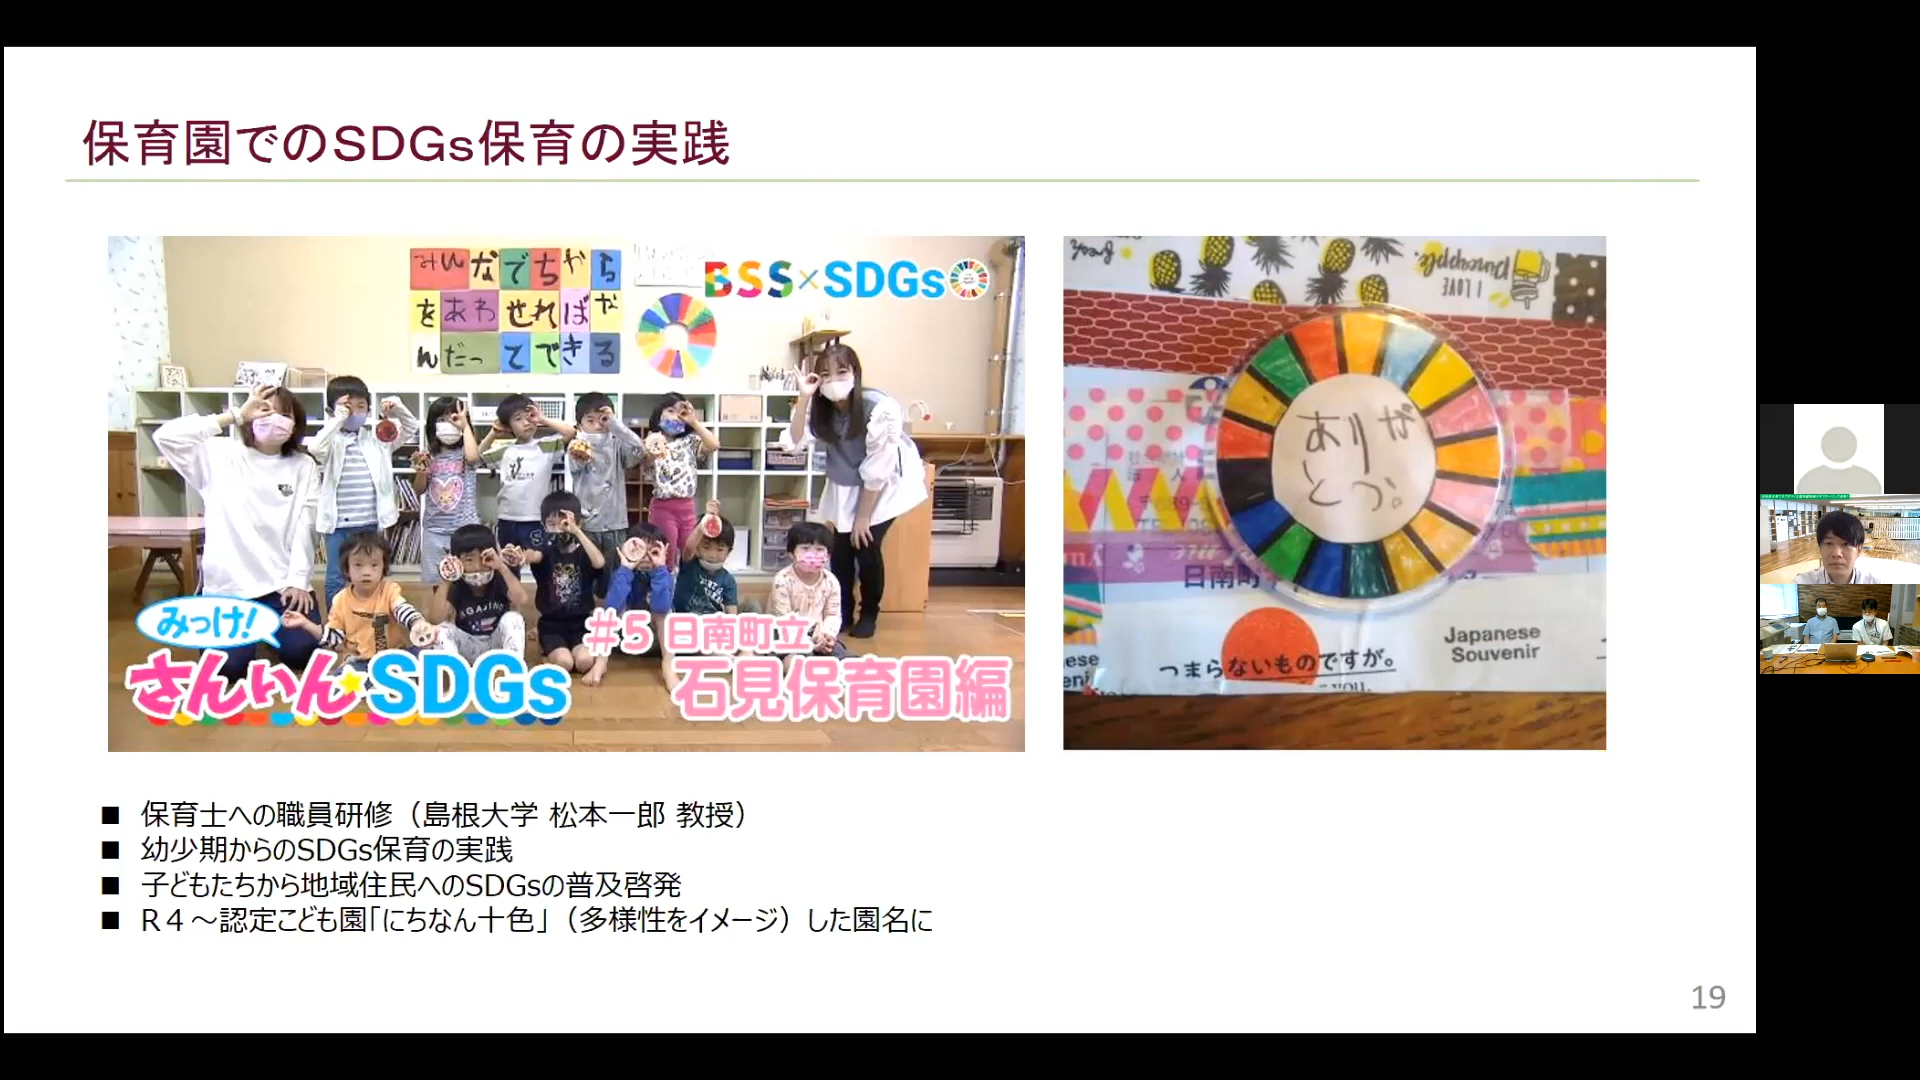 保育園でのSDGs保育の実践
みんなでちから
をあわせればな
んだってできる
BSS×SDGs
みっけ!
さんいん★SDGs
#5 日南町立
石見保育園編
I LOVE
Pineapple.
ありが
とう。
日南町
つまらないものですが。
Japanese
Souvenir
■ 保育士への職員研修（島根大学 松本一郎 教授）
■ 幼少期からのSDGs保育の実践
■ 子どもたちから地域住民へのSDGsの普及啓発
■ R４～認定こども園「にちなん十色」（多様性をイメージ）した園名に
19